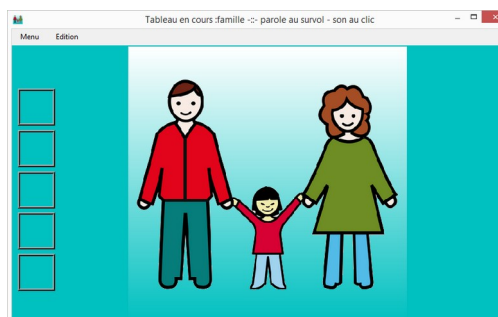 Tableau en cours :famille -::- parole au survol - son au clic
Menu Edition